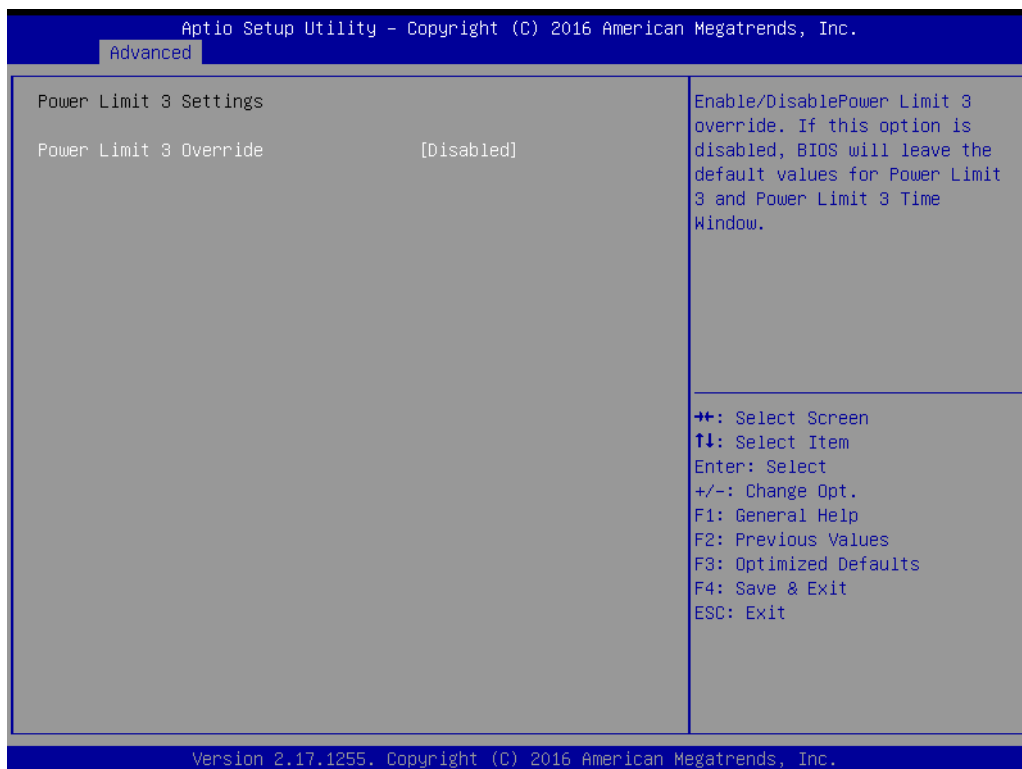 Aptio Setup Utility – Copyright (C) 2016 American Megatrends, Inc.
Advanced
Power Limit 3 Settings
Power Limit 3 Override [Disabled]
Enable/DisablePower Limit 3
override. If this option is
disabled, BIOS will leave the
default values for Power Limit
3 and Power Limit 3 Time
Window.
→←: Select Screen
↑↓: Select Item
Enter: Select
+/-: Change Opt.
F1: General Help
F2: Previous Values
F3: Optimized Defaults
F4: Save & Exit
ESC: Exit
Version 2.17.1255. Copyright (C) 2016 American Megatrends, Inc.